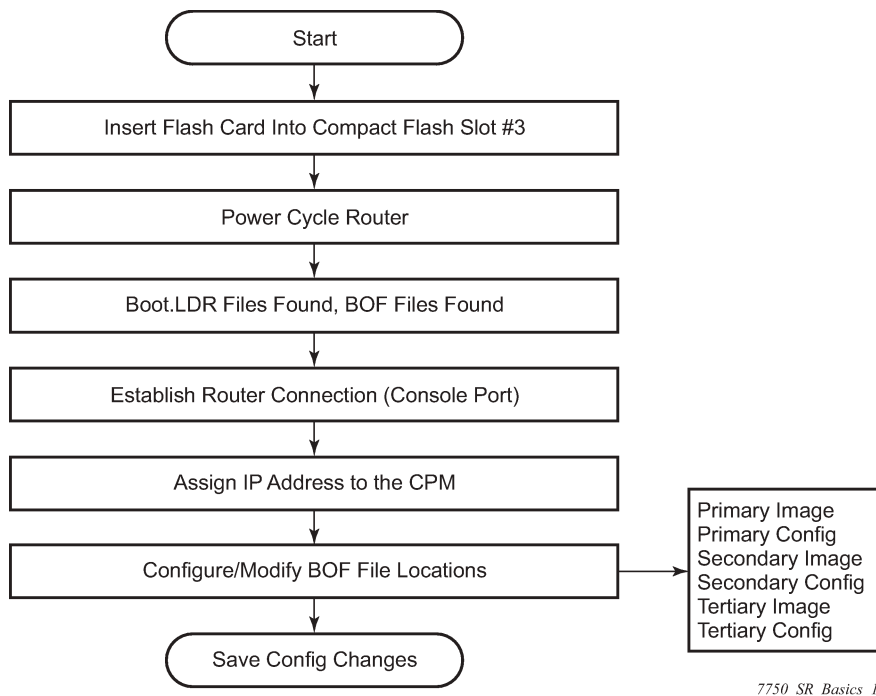 Start
Insert Flash Card Into Compact Flash Slot #3
Power Cycle Router
Boot.LDR Files Found, BOF Files Found
Establish Router Connection (Console Port)
Assign IP Address to the CPM
Configure/Modify BOF File Locations
Primary Image
Primary Config
Secondary Image
Secondary Config
Tertiary Image
Tertiary Config
Save Config Changes
7750 SR Basics 1